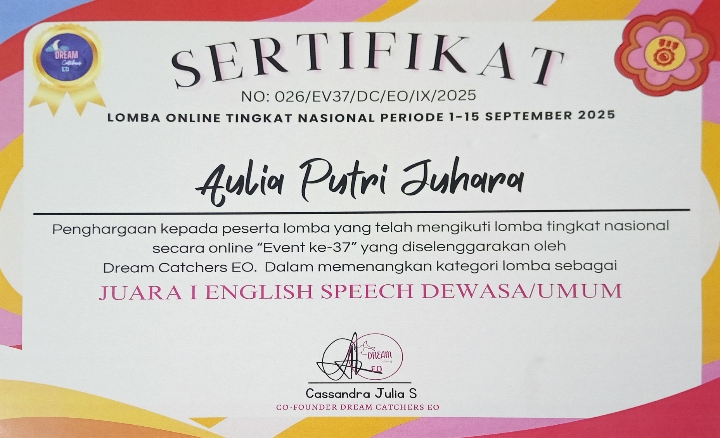 DREAM
Catchers
EO
SERTIFIKAT
NO: 026/EV37/DC/EO/IX/2025
LOMBA ONLINE TINGKAT NASIONAL PERIODE 1-15 SEPTEMBER 2025
Aulia Putri Juhara
Penghargaan kepada peserta lomba yang telah mengikuti lomba tingkat nasional
secara online "Event ke-37" yang diselenggarakan oleh
Dream Catchers EO. Dalam memenangkan kategori lomba sebagai
JUARA I ENGLISH SPEECH DEWASA/UMUM
DREAM
EO
Cassandra Julia S
CO-FOUNDER DREAM CATCHERS EO